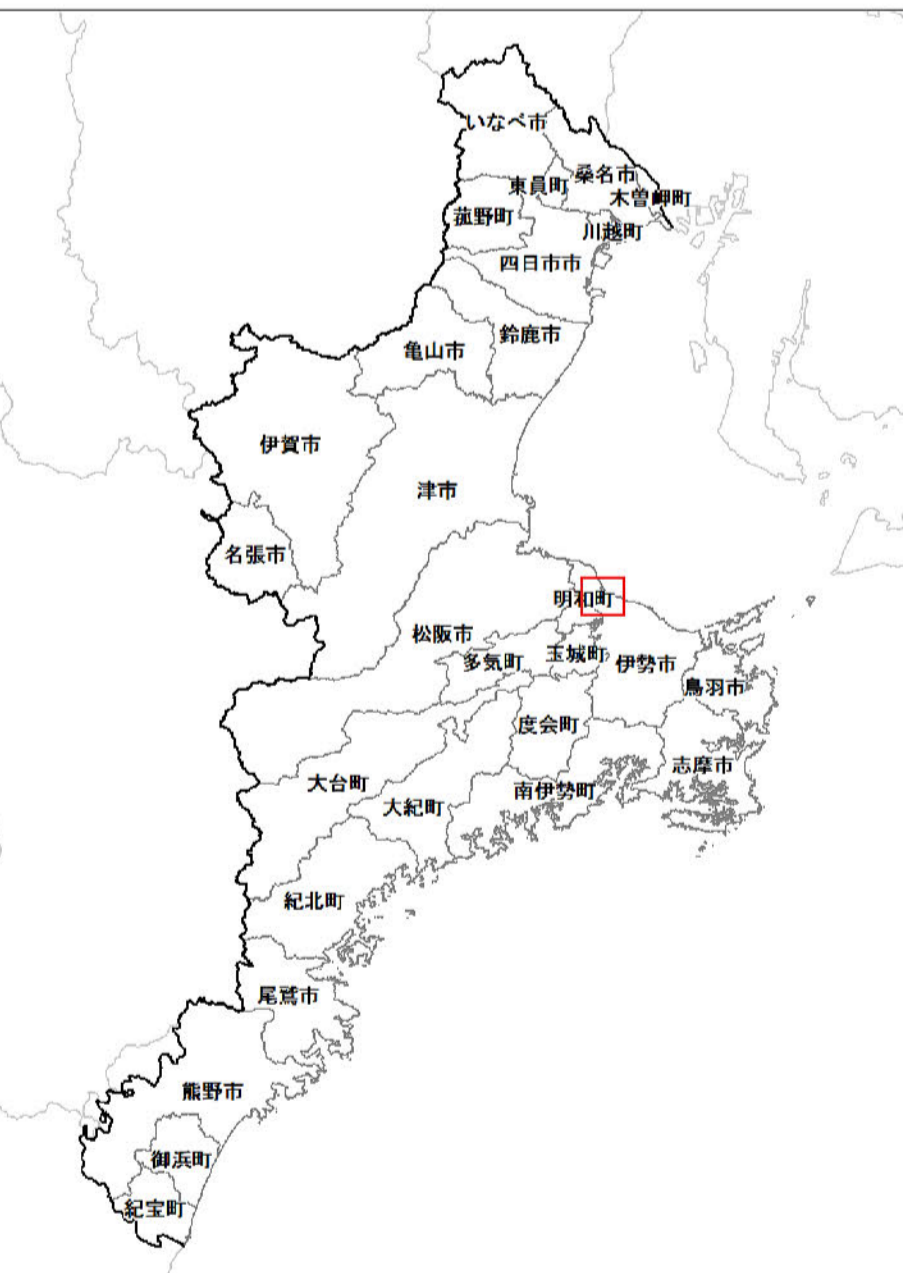 いなべ市
桑名市
東員町
木曽岬町
菰野町
川越町
四日市市
鈴鹿市
亀山市
伊賀市
津市
名張市
明和町
松阪市
玉城町
多気町
伊勢市
鳥羽市
度会町
志摩市
大台町
南伊勢町
大紀町
紀北町
尾鷲市
熊野市
御浜町
紀宝町